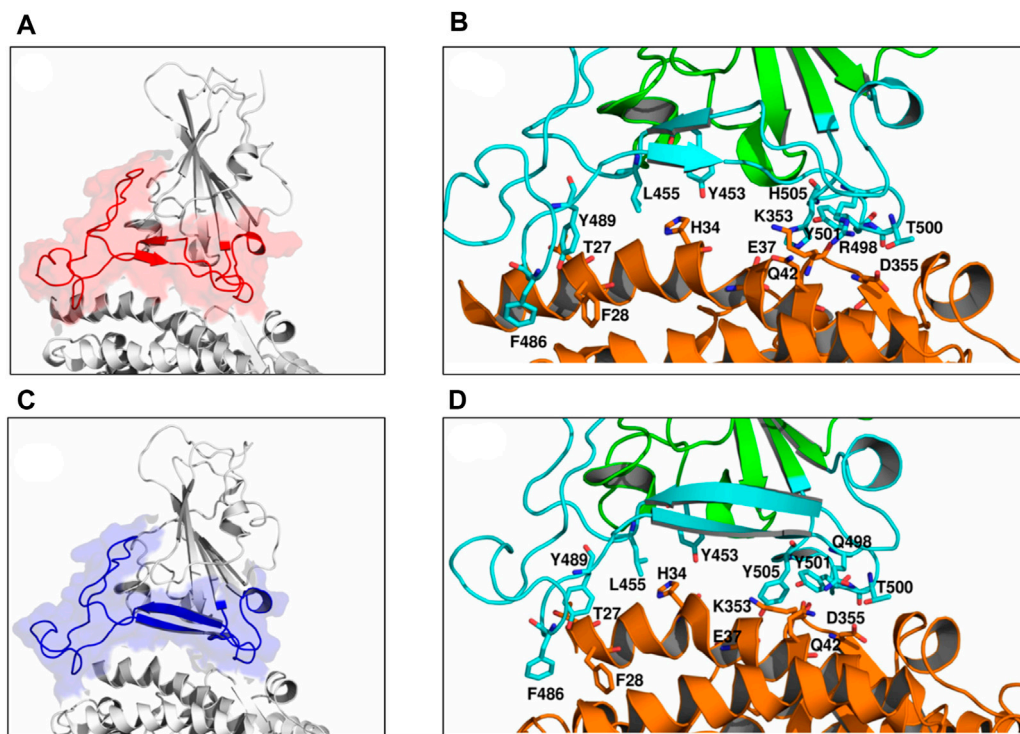 A
B
L455
Y453
H505
Y489
K353
T500
H34
Y501
T27
E37
R498
Q42
D355
F28
F486
C
D
Q498
Y489
Y453
Y501
L455
H34
Y505
T500
T27
K353
D355
E37
Q42
F28
F486